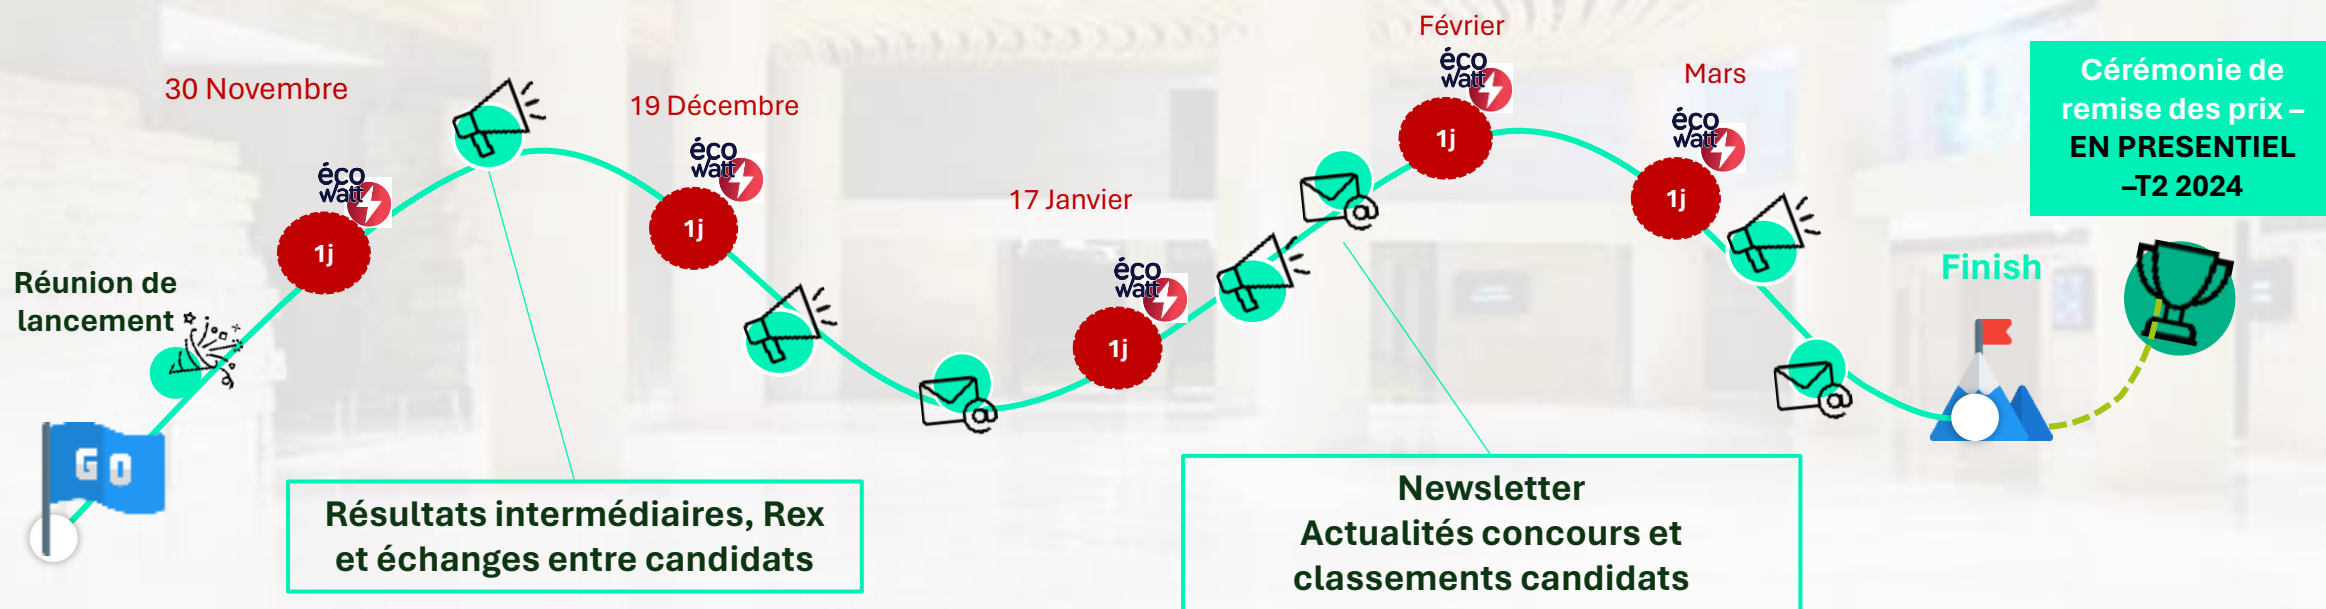 Réunion de
lancement
GO
30 Novembre
éco
watt
1j
Résultats intermédiaires, Rex
et échanges entre candidats
19 Décembre
éco
watt
1j
@
17 Janvier
éco
watt
1j
@
Newsletter
Actualités concours et
classements candidats
Février
éco
watt
1j
Mars
éco
watt
1j
@
Finish
Cérémonie de
remise des prix –
EN PRESENTIEL
–T2 2024